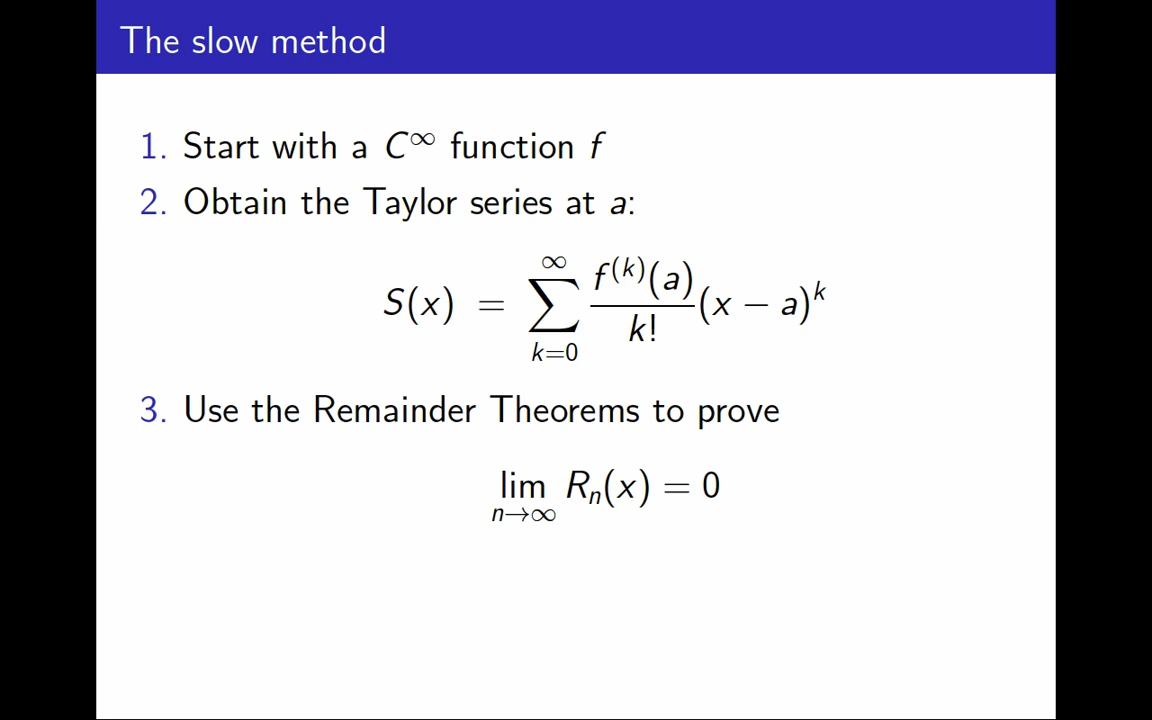 The slow method
1. Start with a C^∞ function f
2. Obtain the Taylor series at a:
S(x) = ∑_{k=0}^{∞} f^{(k)}(a)/k! (x − a)^k
3. Use the Remainder Theorems to prove
lim_{n→∞} R_n(x) = 0